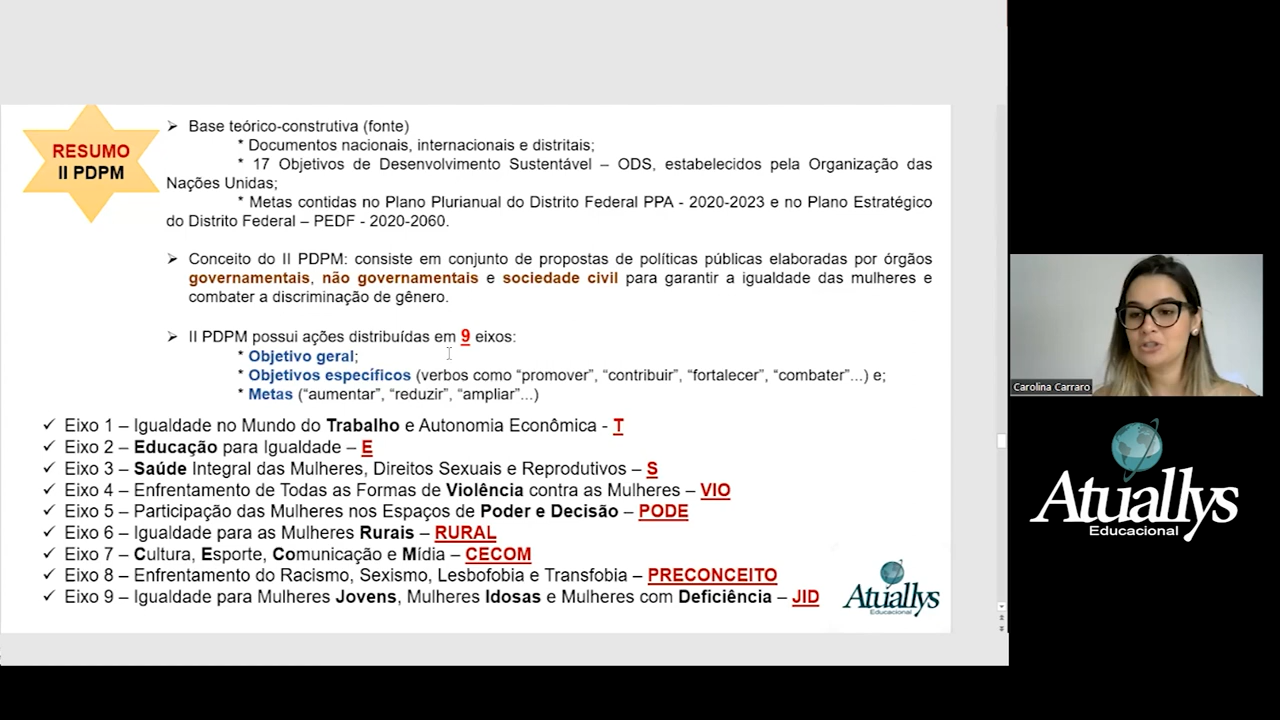 RESUMO
II PDPM
➢ Base teórico-construtiva (fonte)
* Documentos nacionais, internacionais e distritais;
* 17 Objetivos de Desenvolvimento Sustentável – ODS, estabelecidos pela Organização das
Nações Unidas;
* Metas contidas no Plano Plurianual do Distrito Federal PPA - 2020-2023 e no Plano Estratégico
do Distrito Federal – PEDF - 2020-2060.
➢ Conceito do II PDPM: consiste em conjunto de propostas de políticas públicas elaboradas por órgãos
governamentais, não governamentais e sociedade civil para garantir a igualdade das mulheres e
combater a discriminação de gênero.
➢ II PDPM possui ações distribuídas em 9 eixos:
* Objetivo geral;
* Objetivos específicos (verbos como “promover”, “contribuir”, “fortalecer”, “combater”...) e;
* Metas (“aumentar”, “reduzir”, “ampliar”...)
✓ Eixo 1 – Igualdade no Mundo do Trabalho e Autonomia Econômica - T
✓ Eixo 2 – Educação para Igualdade – E
✓ Eixo 3 – Saúde Integral das Mulheres, Direitos Sexuais e Reprodutivos – S
✓ Eixo 4 – Enfrentamento de Todas as Formas de Violência contra as Mulheres – VIO
✓ Eixo 5 – Participação das Mulheres nos Espaços de Poder e Decisão – PODE
✓ Eixo 6 – Igualdade para as Mulheres Rurais – RURAL
✓ Eixo 7 – Cultura, Esporte, Comunicação e Mídia – CECOM
✓ Eixo 8 – Enfrentamento do Racismo, Sexismo, Lesbofobia e Transfobia – PRECONCEITO
✓ Eixo 9 – Igualdade para Mulheres Jovens, Mulheres Idosas e Mulheres com Deficiência – JID
Atuallys
Educacional
Carolina Carraro
Atuallys
Educacional